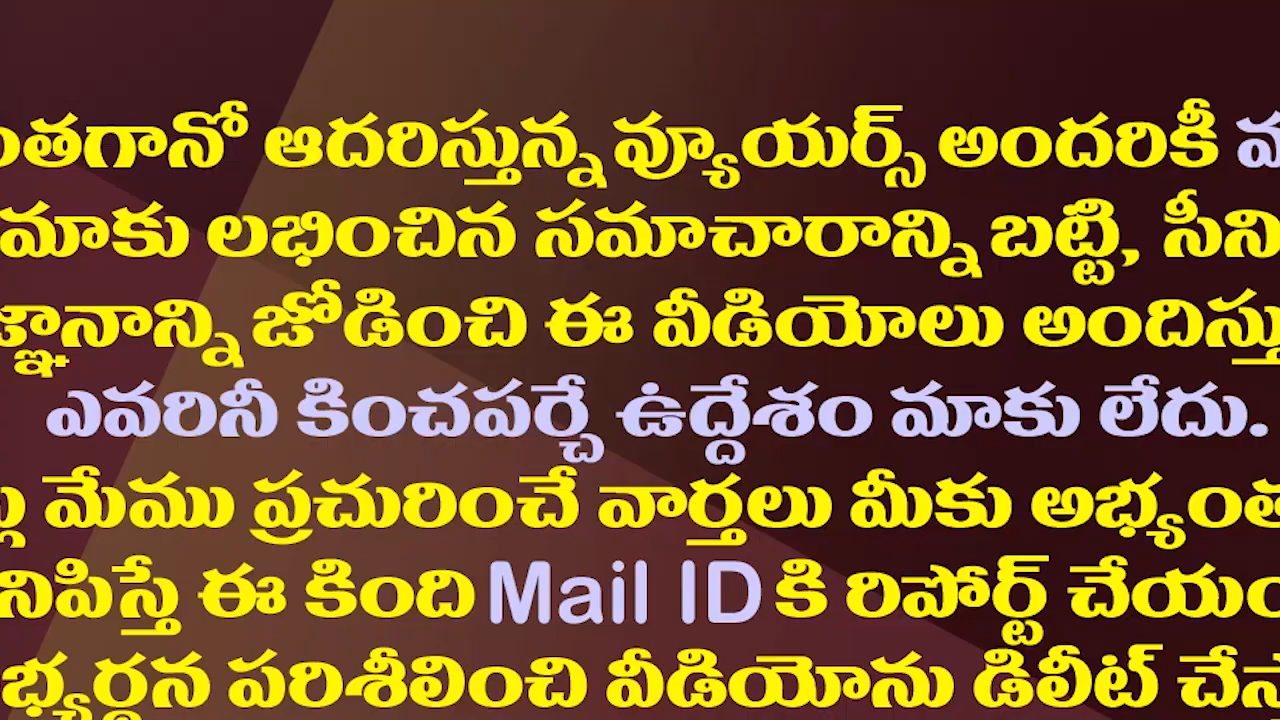 ఆదరిస్తున్న వ్యూయర్స్ అందరికీ
మాకు లభించిన సమాచారాన్ని బట్టి,
జోడించి ఈ వీడియోలు
ఎవరినీ కించపర్చే ఉద్దేశం మాకు లేదు.
మేము ప్రచురించే వార్తలు మీకు
ఈ కింది Mail ID కి రిపోర్ట్
పరిశీలించి వీడియోను డిలీట్